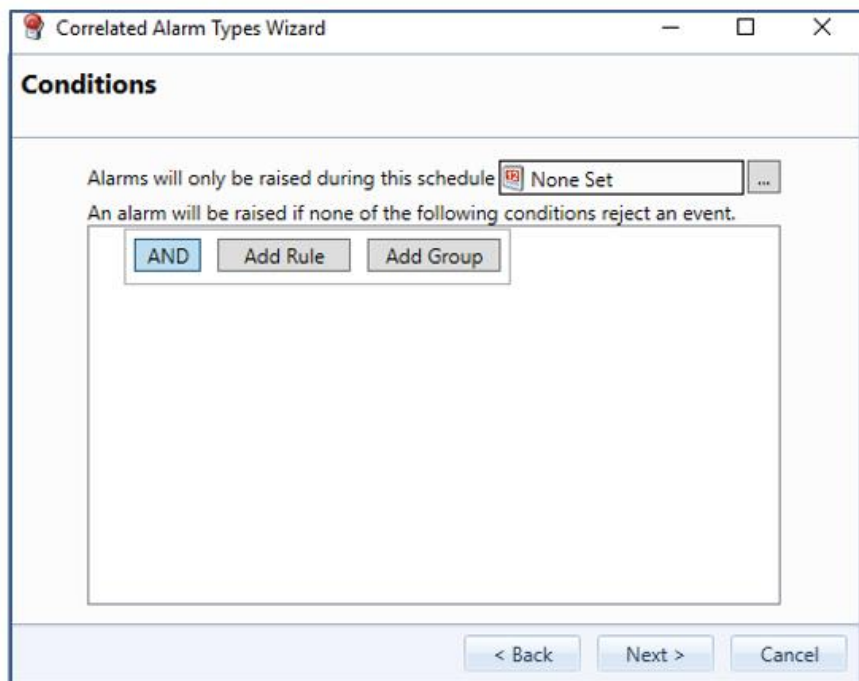 Correlated Alarm Types Wizard
Conditions
Alarms will only be raised during this schedule 12 None Set ...
An alarm will be raised if none of the following conditions reject an event.
AND Add Rule Add Group
< Back Next > Cancel